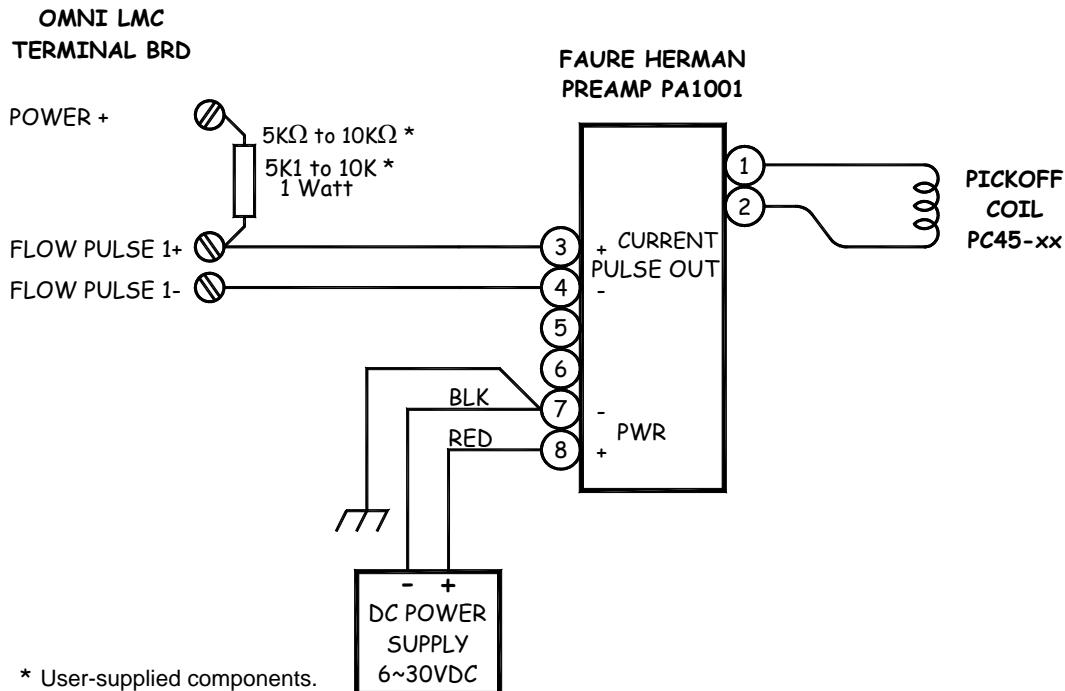 OMNI LMC
TERMINAL BRD
FAURE HERMAN
PREAMP PA1001
POWER +
5KΩ to 10KΩ *
5K1 to 10K *
1 Watt
1
2
PICKOFF
COIL
PC45-xx
FLOW PULSE 1+
3
+ CURRENT
PULSE OUT
FLOW PULSE 1-
4
-
5
6
BLK
7
-
PWR
RED
8
+
- +
DC POWER
SUPPLY
6~30VDC
* User-supplied components.